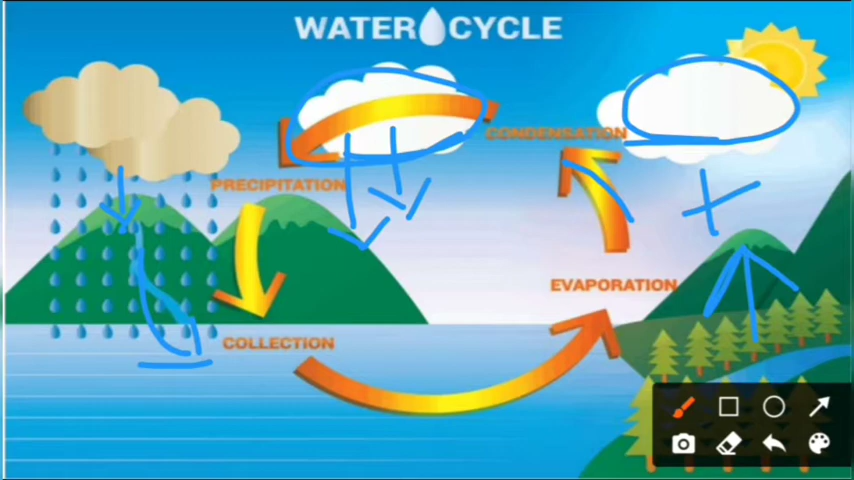 WATER CYCLE
CONDENSATION
PRECIPITATION
EVAPORATION
COLLECTION